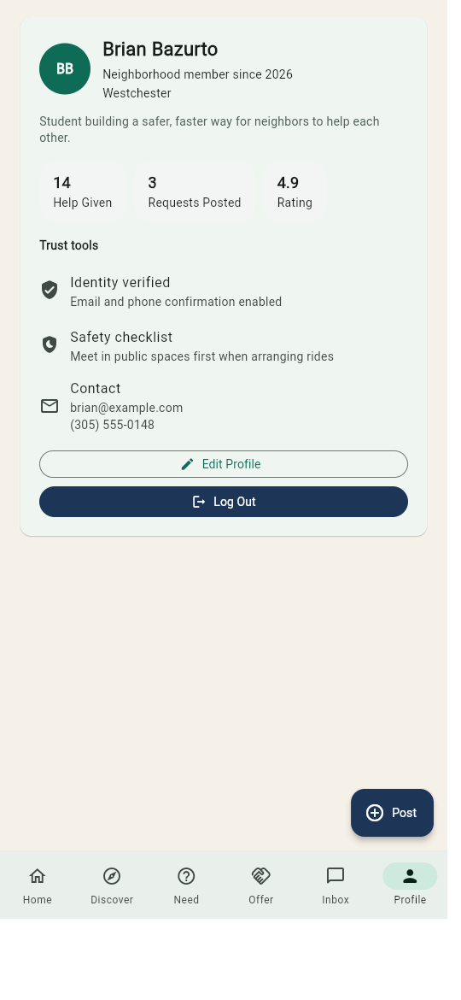 BB
Brian Bazurto
Neighborhood member since 2026
Westchester
Student building a safer, faster way for neighbors to help each
other.
14
Help Given
3
Requests Posted
4.9
Rating
Trust tools
Identity verified
Email and phone confirmation enabled
Safety checklist
Meet in public spaces first when arranging rides
Contact
brian@example.com
(305) 555-0148
Edit Profile
Log Out
Post
Home
Discover
Need
Offer
Inbox
Profile